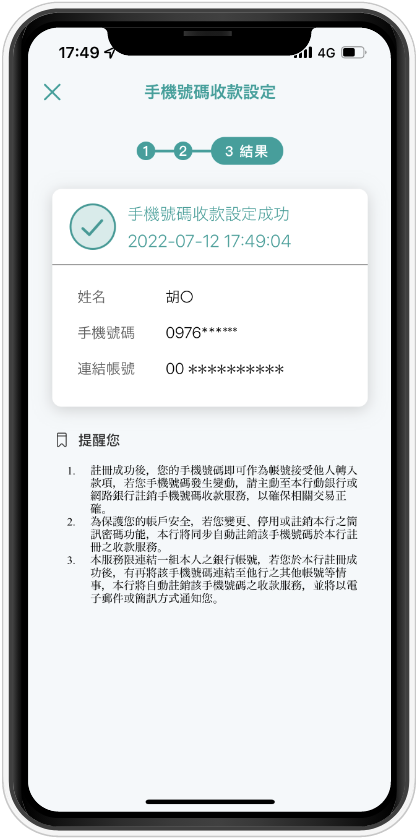 17:49 4G
手機號碼收款設定
1 2 3 結果
手機號碼收款設定成功
2022-07-12 17:49:04
姓名 胡〇
手機號碼 0976******
連結帳號 00 **********
提醒您
1. 註冊成功後，您的手機號碼即可作為帳號接受他人轉入
款項，若您手機號碼發生變動，請主動至本行動銀行或
網路銀行註銷手機號碼收款服務，以確保相關交易正
確。
2. 為保護您的帳戶安全，若您變更、停用或註銷本行之簡
訊密碼功能，本行將同步自動註銷該手機號碼於本行註
冊之收款服務。
3. 本服務限連結一組本人之銀行帳號，若您於本行註冊成
功後，有再將該手機號碼連結至他行之其他帳號等情
事，本行將自動註銷該手機號碼之收款服務，並將以電
子郵件或簡訊方式通知您。